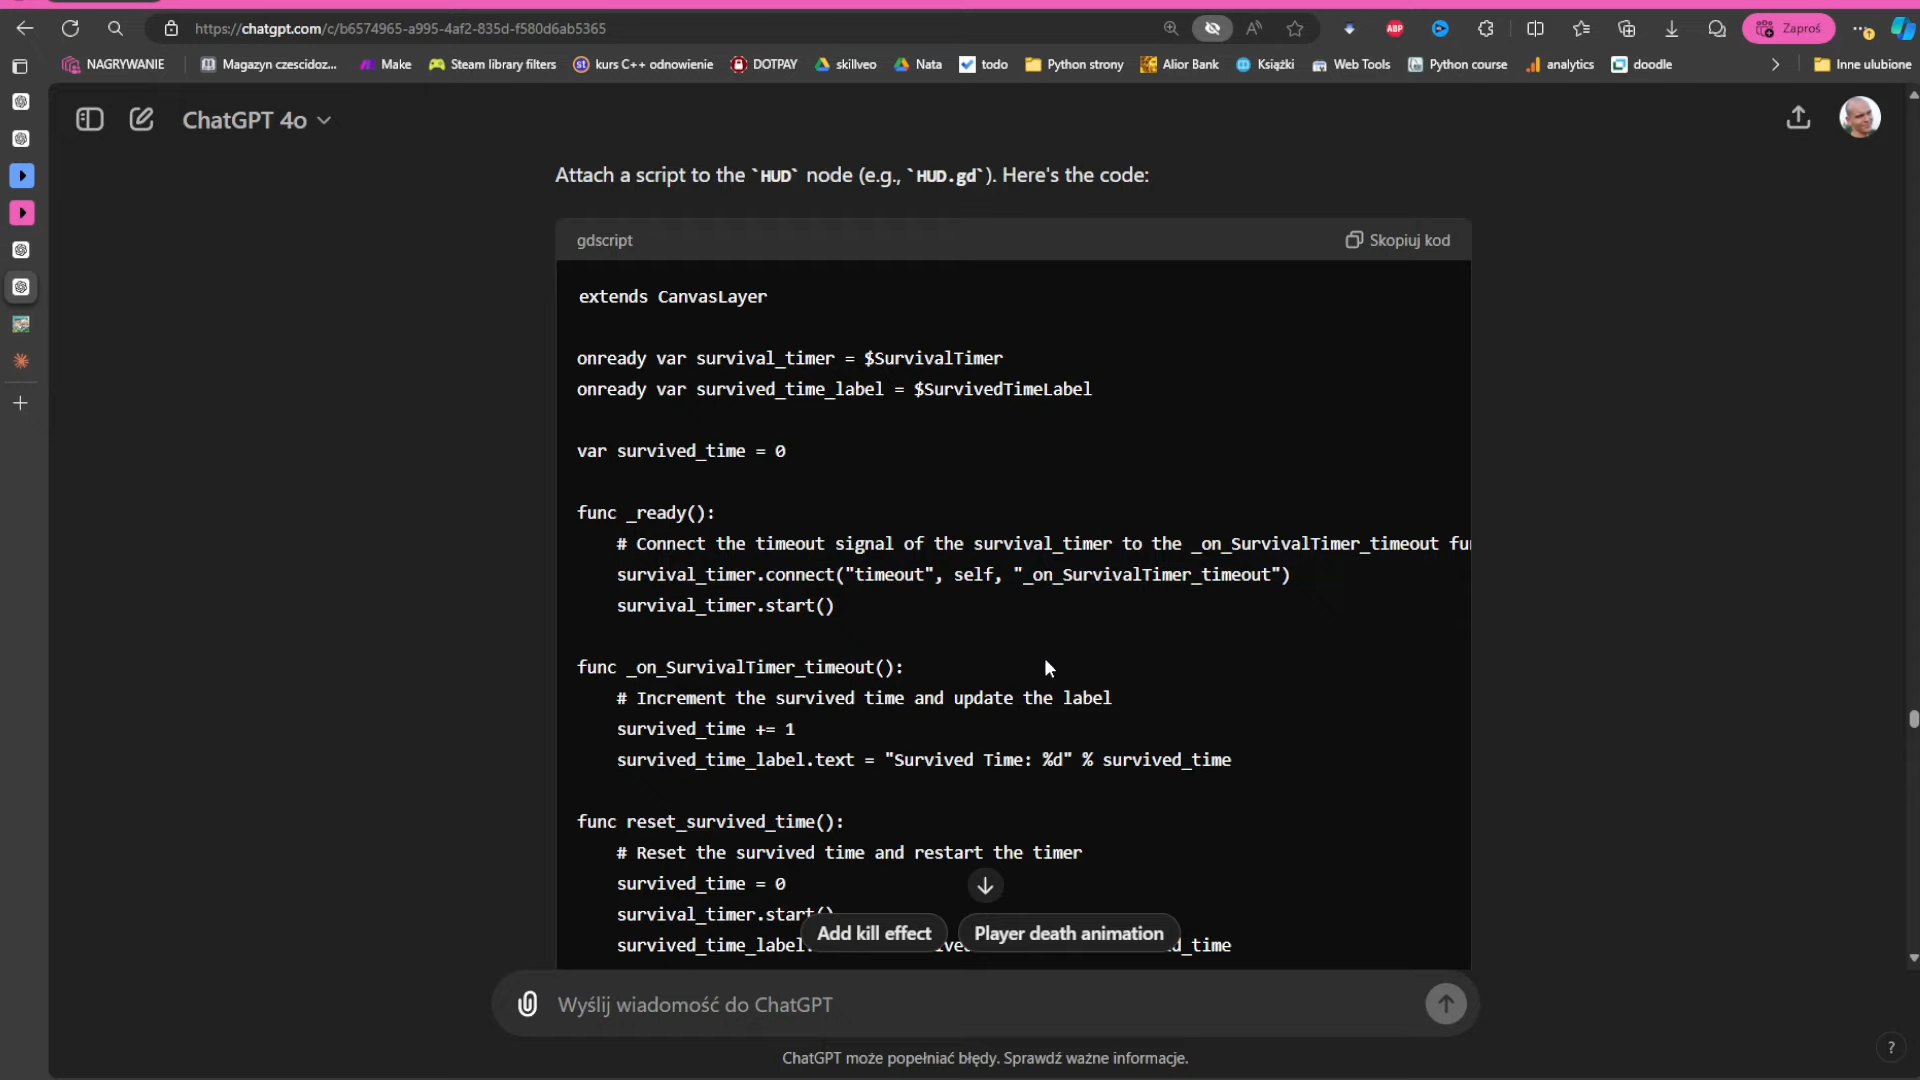 https://chatgpt.com/c/b6574965-a995-4af2-835d-f580d6ab5365
Zaproś
NAGRYWANIE
Magazyn czescidoz...
Make
Steam library filters
kurs C++ odnowienie
DOTPAY
skillveo
Nata
todo
Python strony
Alior Bank
Książki
Web Tools
Python course
analytics
doodle
Inne ulubione
ChatGPT 4o
Attach a script to the `HUD` node (e.g., `HUD.gd`). Here's the code:
gdscript
Skopiuj kod
extends CanvasLayer
onready var survival_timer = $SurvivalTimer
onready var survived_time_label = $SurvivedTimeLabel
var survived_time = 0
func _ready():
# Connect the timeout signal of the survival_timer to the _on_SurvivalTimer_timeout fu
survival_timer.connect("timeout", self, "_on_SurvivalTimer_timeout")
survival_timer.start()
func _on_SurvivalTimer_timeout():
# Increment the survived time and update the label
survived_time += 1
survived_time_label.text = "Survived Time: %d" % survived_time
func reset_survived_time():
# Reset the survived time and restart the timer
survived_time = 0
survival_timer.start()
survived_time_label.
d_time
Add kill effect
Player death animation
Wyślij wiadomość do ChatGPT
ChatGPT może popełniać błędy. Sprawdź ważne informacje.
?